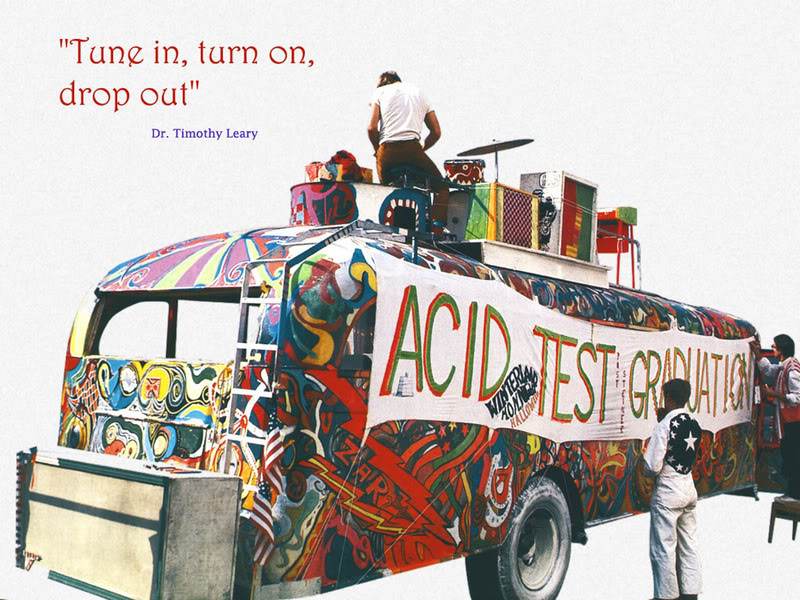 "Tune in, turn on,
drop out"
Dr. Timothy Leary
ACID TEST GRADUATION
WINTERLAND